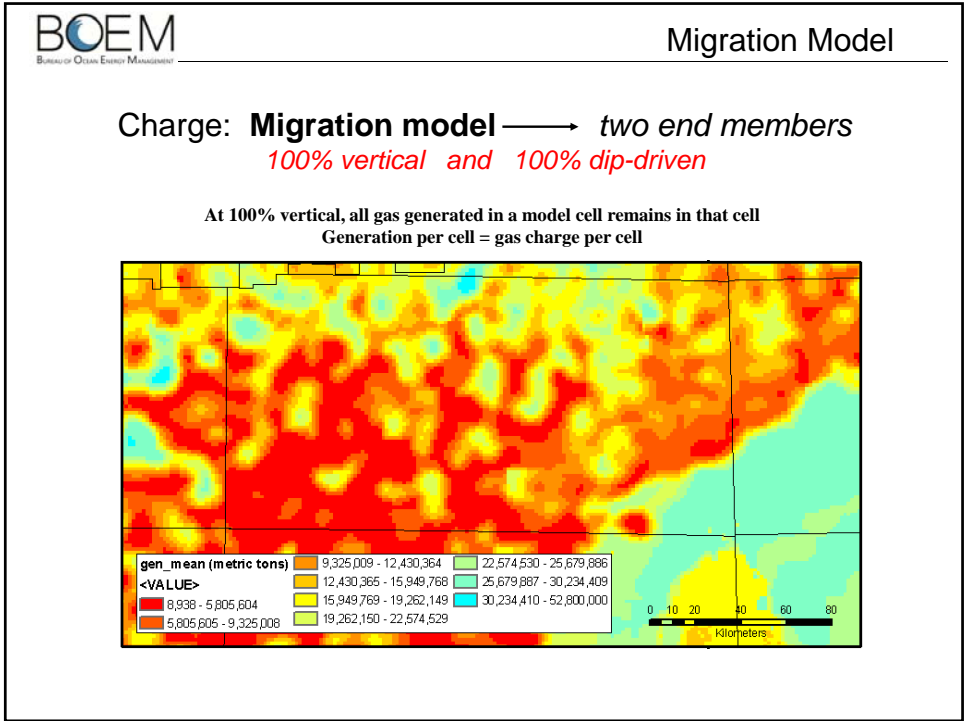 BOEM
BUREAU OF OCEAN ENERGY MANAGEMENT
Migration Model
Charge: Migration model → two end members
100% vertical and 100% dip-driven
At 100% vertical, all gas generated in a model cell remains in that cell
Generation per cell = gas charge per cell
gen_mean (metric tons)
<VALUE>
8,938 - 5,805,604
5,805,605 - 9,325,008
9,325,009 - 12,430,364
12,430,365 - 15,949,768
15,949,769 - 19,262,149
19,262,150 - 22,574,529
22,574,530 - 25,679,886
25,679,887 - 30,234,409
30,234,410 - 52,800,000
0 10 20 40 60 80
Kilometers